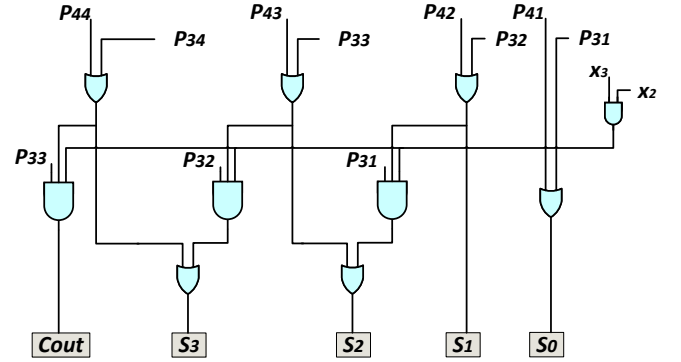 P44 P43 P42 P41
P34 P33 P32 P31
x3
x2
P33 P32 P31
Cout S3 S2 S1 S0